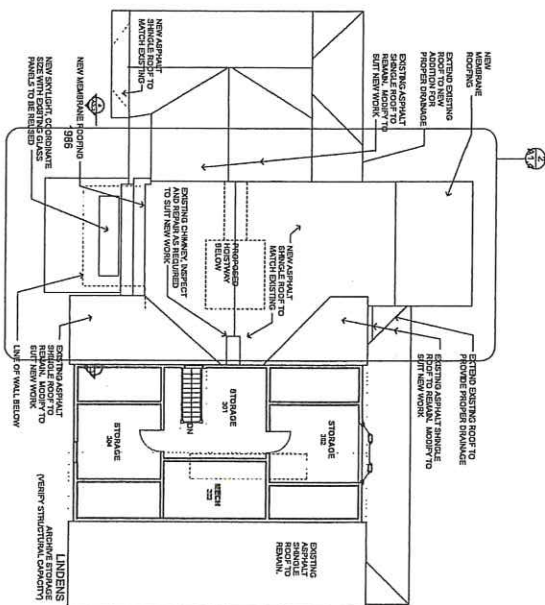 NEW
MEMBRANE
ROOFING
EXTEND EXISTING
ROOF TO NEW
ADDITION FOR
PROPER DRAINAGE
EXISTING ASPHALT
SHINGLE ROOF TO
REMAIN, MODIFY TO
SUIT NEW WORK
NEW ASPHALT
SHINGLE ROOF TO
MATCH EXISTING
2
NEW MEMBRANE ROOFING
1986
NEW SKYLIGHT, COORDINATE
SIZE WITH EXISTING GLASS
PANELS TO BE REUSED
EXTEND EXISTING ROOF TO
PROVIDE PROPER DRAINAGE
EXISTING ASPHALT SHINGLE
ROOF TO REMAIN, MODIFY TO
SUIT NEW WORK
NEW ASPHALT
SHINGLE ROOF TO
MATCH EXISTING
PROPOSED
HOISTWAY
BELOW
EXISTING CHIMNEY, INSPECT
AND REPAIR AS REQUIRED
TO SUIT NEW WORK
EXISTING ASPHALT
SHINGLE ROOF TO
REMAIN, MODIFY TO
SUIT NEW WORK
LINE OF WALL BELOW
STORAGE
302
STORAGE
301
DN
STORAGE
304
MECH
EXISTING
ASPHALT
SHINGLE
ROOF TO
REMAIN.
LINDENS
ARCHIVE STORAGE
(VERIFY STRUCTURAL CAPACITY)